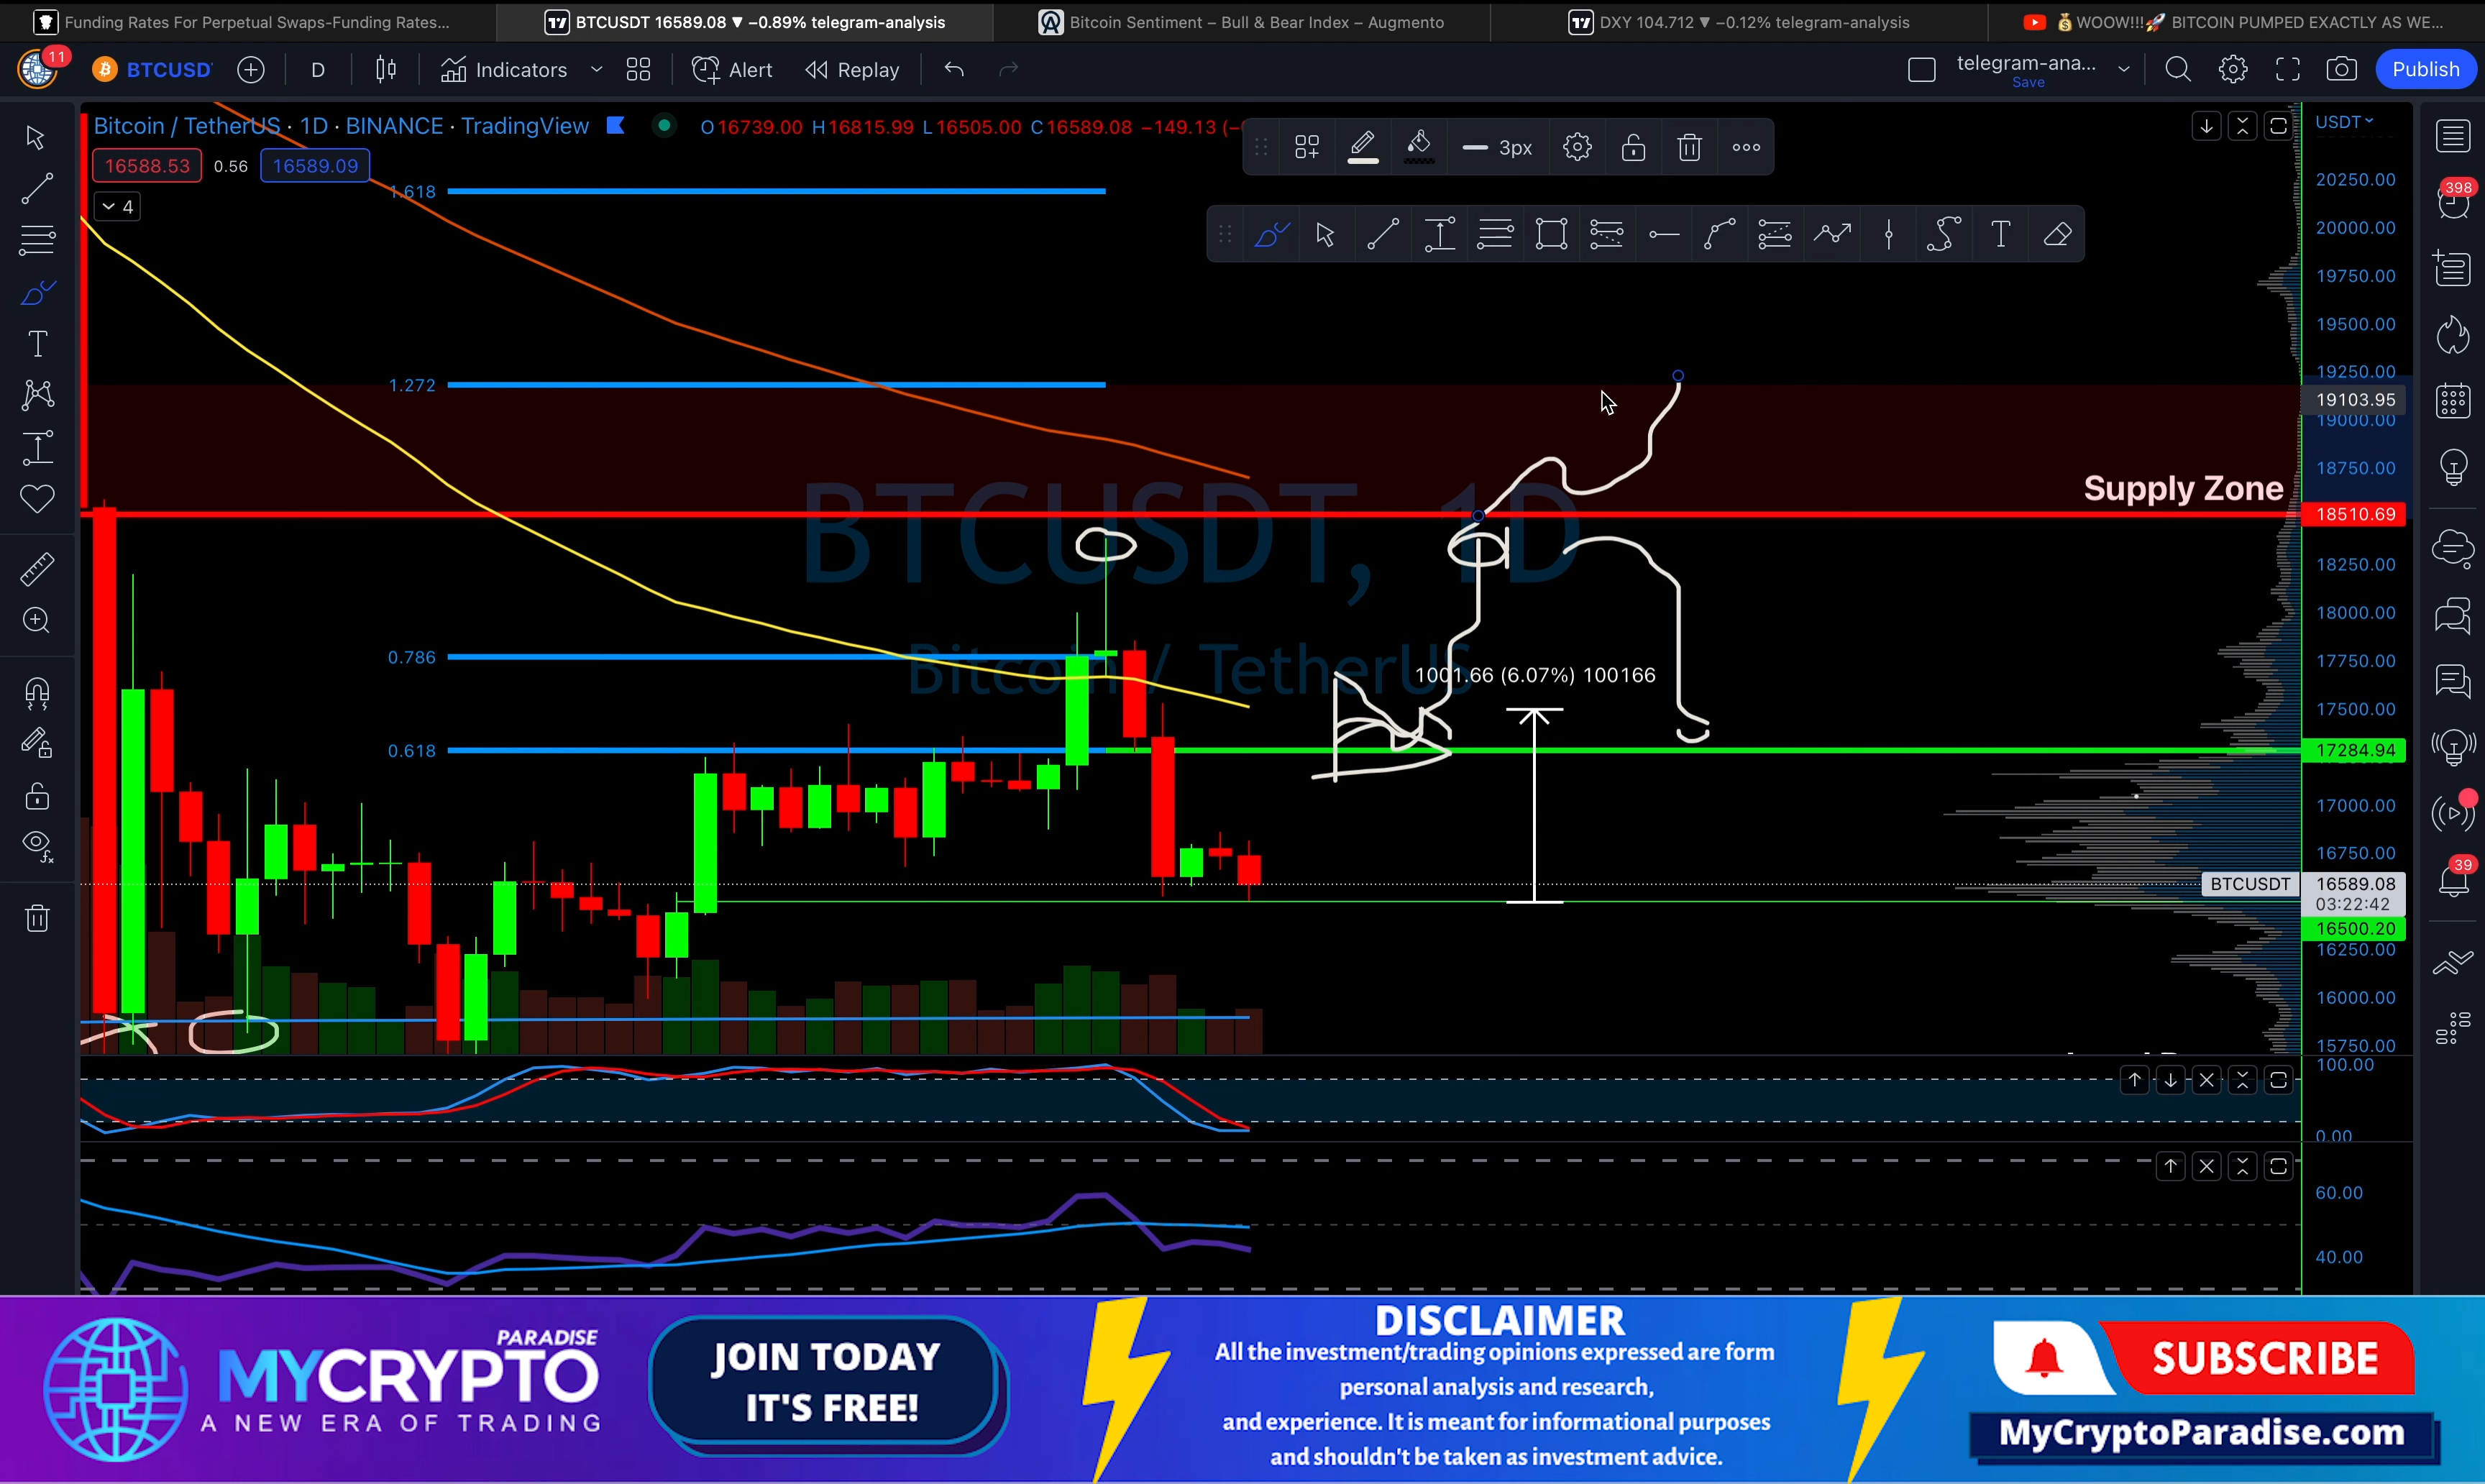 Funding Rates For Perpetual Swaps-Funding Rates...
BTCUSDT 16589.08 ▼ −0.89% telegram-analysis
Bitcoin Sentiment – Bull & Bear Index – Augmento
DXY 104.712 ▼ −0.12% telegram-analysis
💰WOOW!!!🚀 BITCOIN PUMPED EXACTLY AS WE...
11
BTCUSD
D
Indicators
Alert
Replay
telegram-ana...
Save
Publish
Bitcoin / TetherUS · 1D · BINANCE · TradingView
O16739.00 H16815.99 L16505.00 C16589.08 −149.13 (−
16588.53
0.56
16589.09
4
3px
USDT
1.618
1.272
0.786
0.618
BTCUSDT, 1D
Bitcoin / TetherUS
1001.66 (6.07%) 100166
Supply Zone
20250.00
20000.00
19750.00
19500.00
19250.00
19103.95
19000.00
18750.00
18510.69
18250.00
18000.00
17750.00
17500.00
17284.94
17000.00
16750.00
BTCUSDT
16589.08
03:22:42
16500.20
16250.00
16000.00
15750.00
100.00
0.00
60.00
40.00
398
39
PARADISE
MYCRYPTO
A NEW ERA OF TRADING
JOIN TODAY
IT'S FREE!
DISCLAIMER
All the investment/trading opinions expressed are form
personal analysis and research,
and experience. It is meant for informational purposes
and shouldn't be taken as investment advice.
SUBSCRIBE
MyCryptoParadise.com